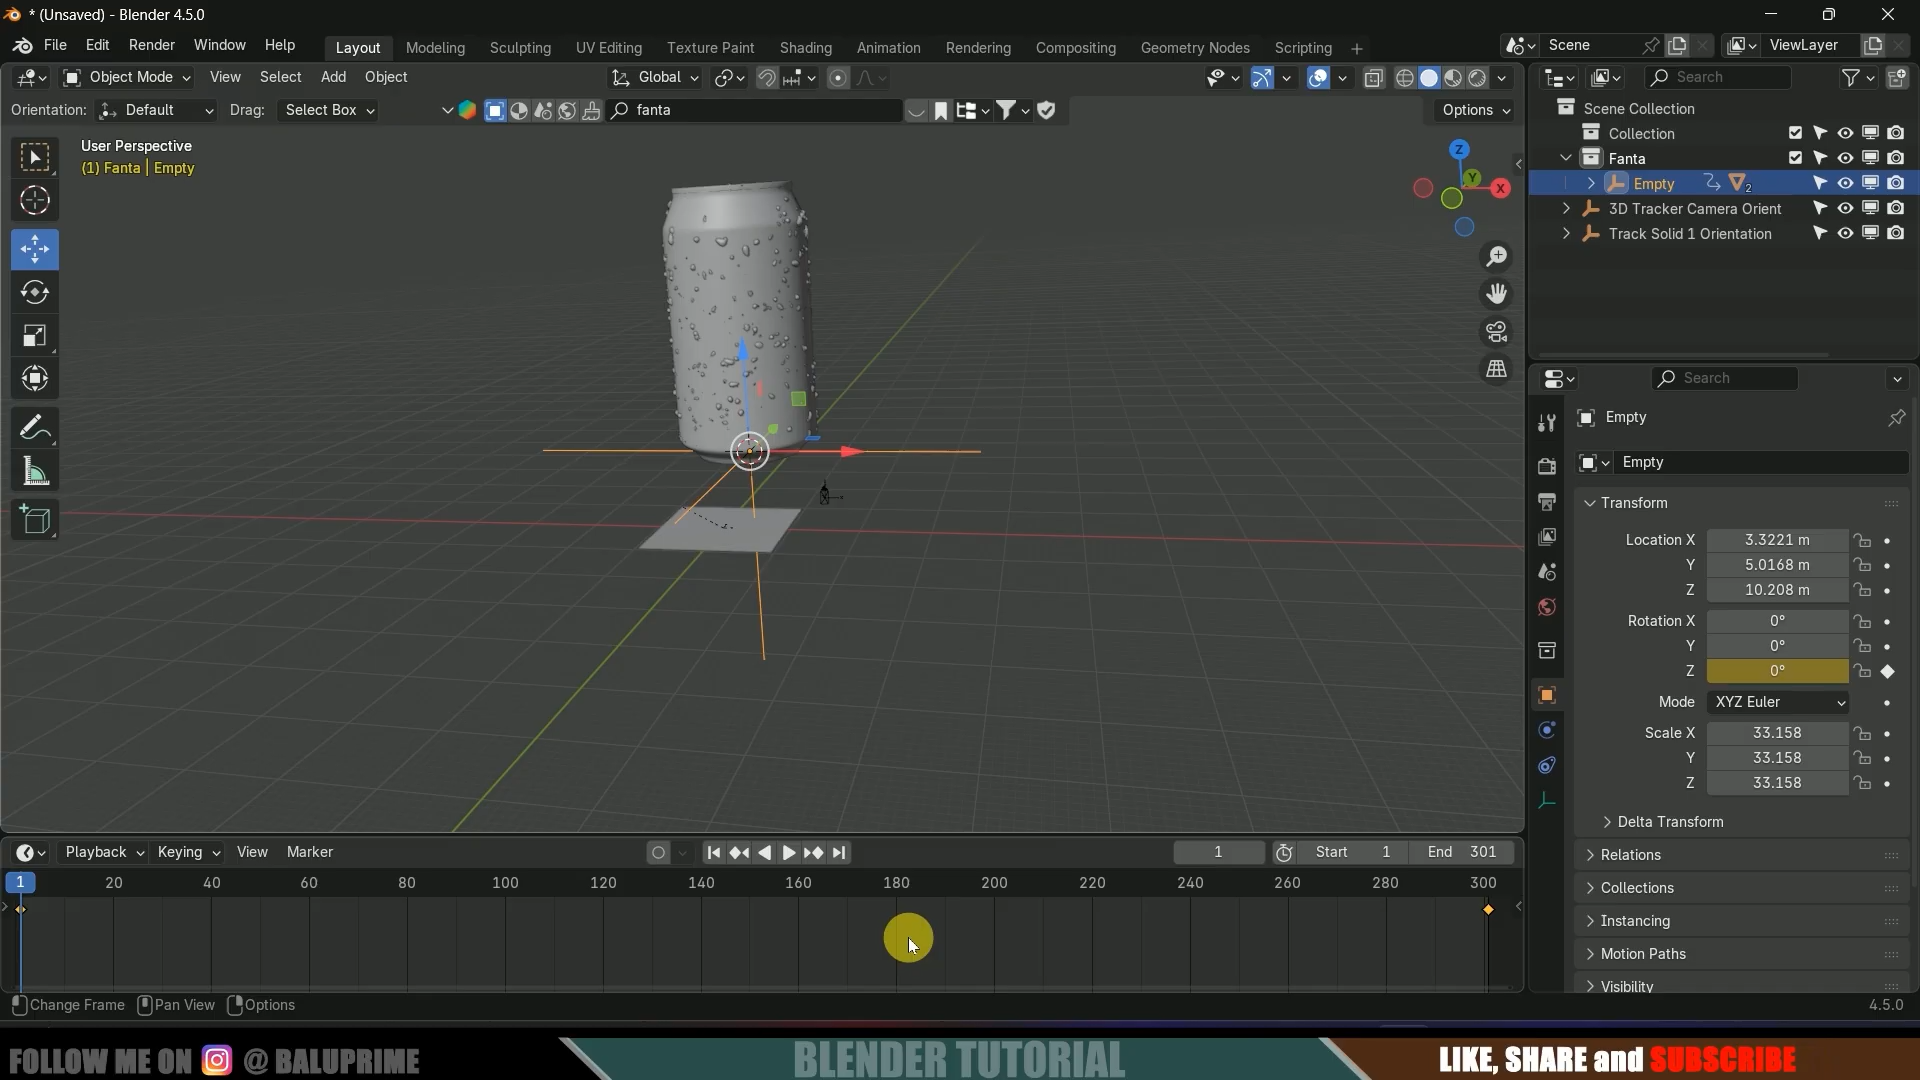 * (Unsaved) - Blender 4.5.0
File Edit Render Window Help Layout Modeling Sculpting UV Editing Texture Paint Shading Animation Rendering Compositing Geometry Nodes Scripting + Scene ViewLayer
Object Mode View Select Add Object Global Search
Orientation: Default Drag: Select Box fanta Options
User Perspective
(1) Fanta | Empty
Z
Y
X
Scene Collection
Collection
Fanta
Empty 2
3D Tracker Camera Orient
Track Solid 1 Orientation
Search
Empty
Empty
Transform
Location X 3.3221 m
Y 5.0168 m
Z 10.208 m
Rotation X 0°
Y 0°
Z 0°
Mode XYZ Euler
Scale X 33.158
Y 33.158
Z 33.158
Delta Transform
Relations
Collections
Instancing
Motion Paths
Visibility
Playback Keying View Marker 1 Start 1 End 301
1 20 40 60 80 100 120 140 160 180 200 220 240 260 280 300
Change Frame Pan View Options 4.5.0
FOLLOW ME ON @ BALUPRIME BLENDER TUTORIAL LIKE, SHARE and SUBSCRIBE